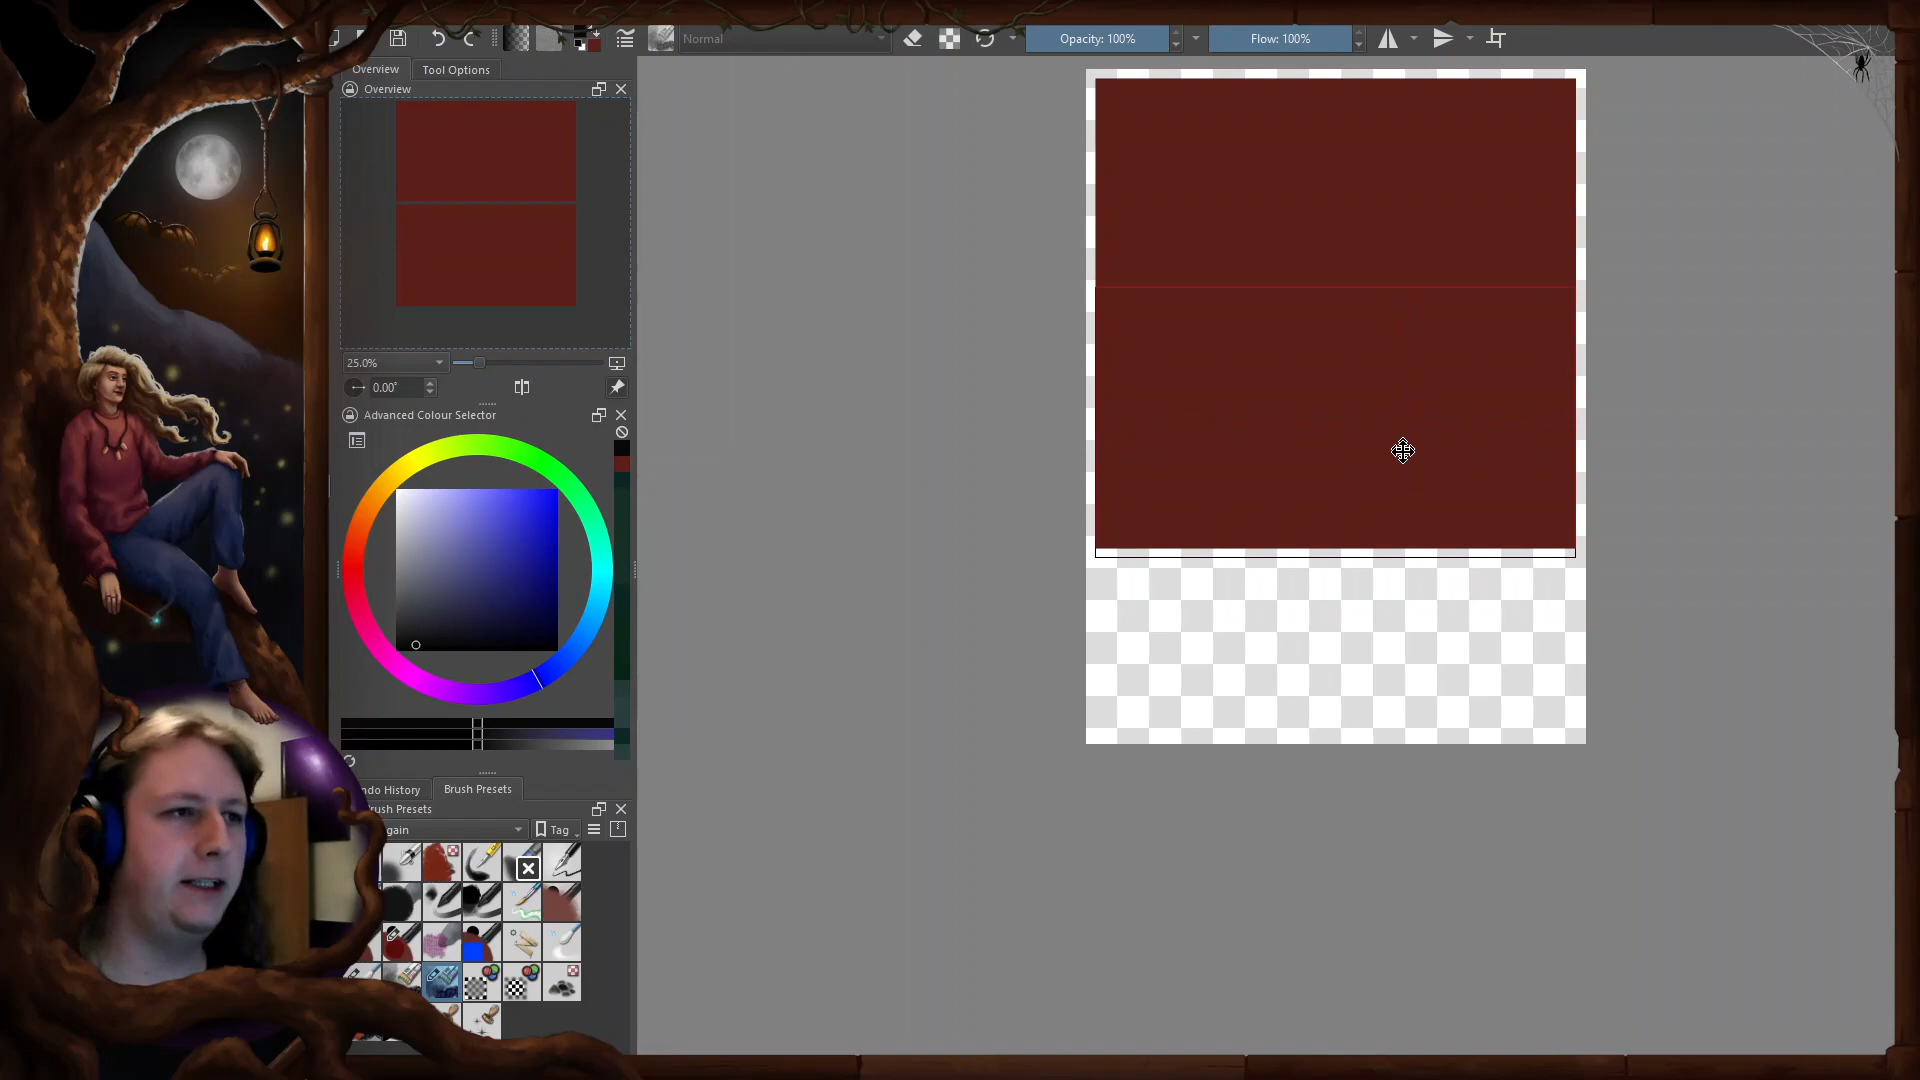 Normal
Opacity: 100%
Flow: 100%
Overview
Tool Options
Overview
25.0%
0.00°
Advanced Colour Selector
ndo History
Brush Presets
rush Presets
gain
Tag